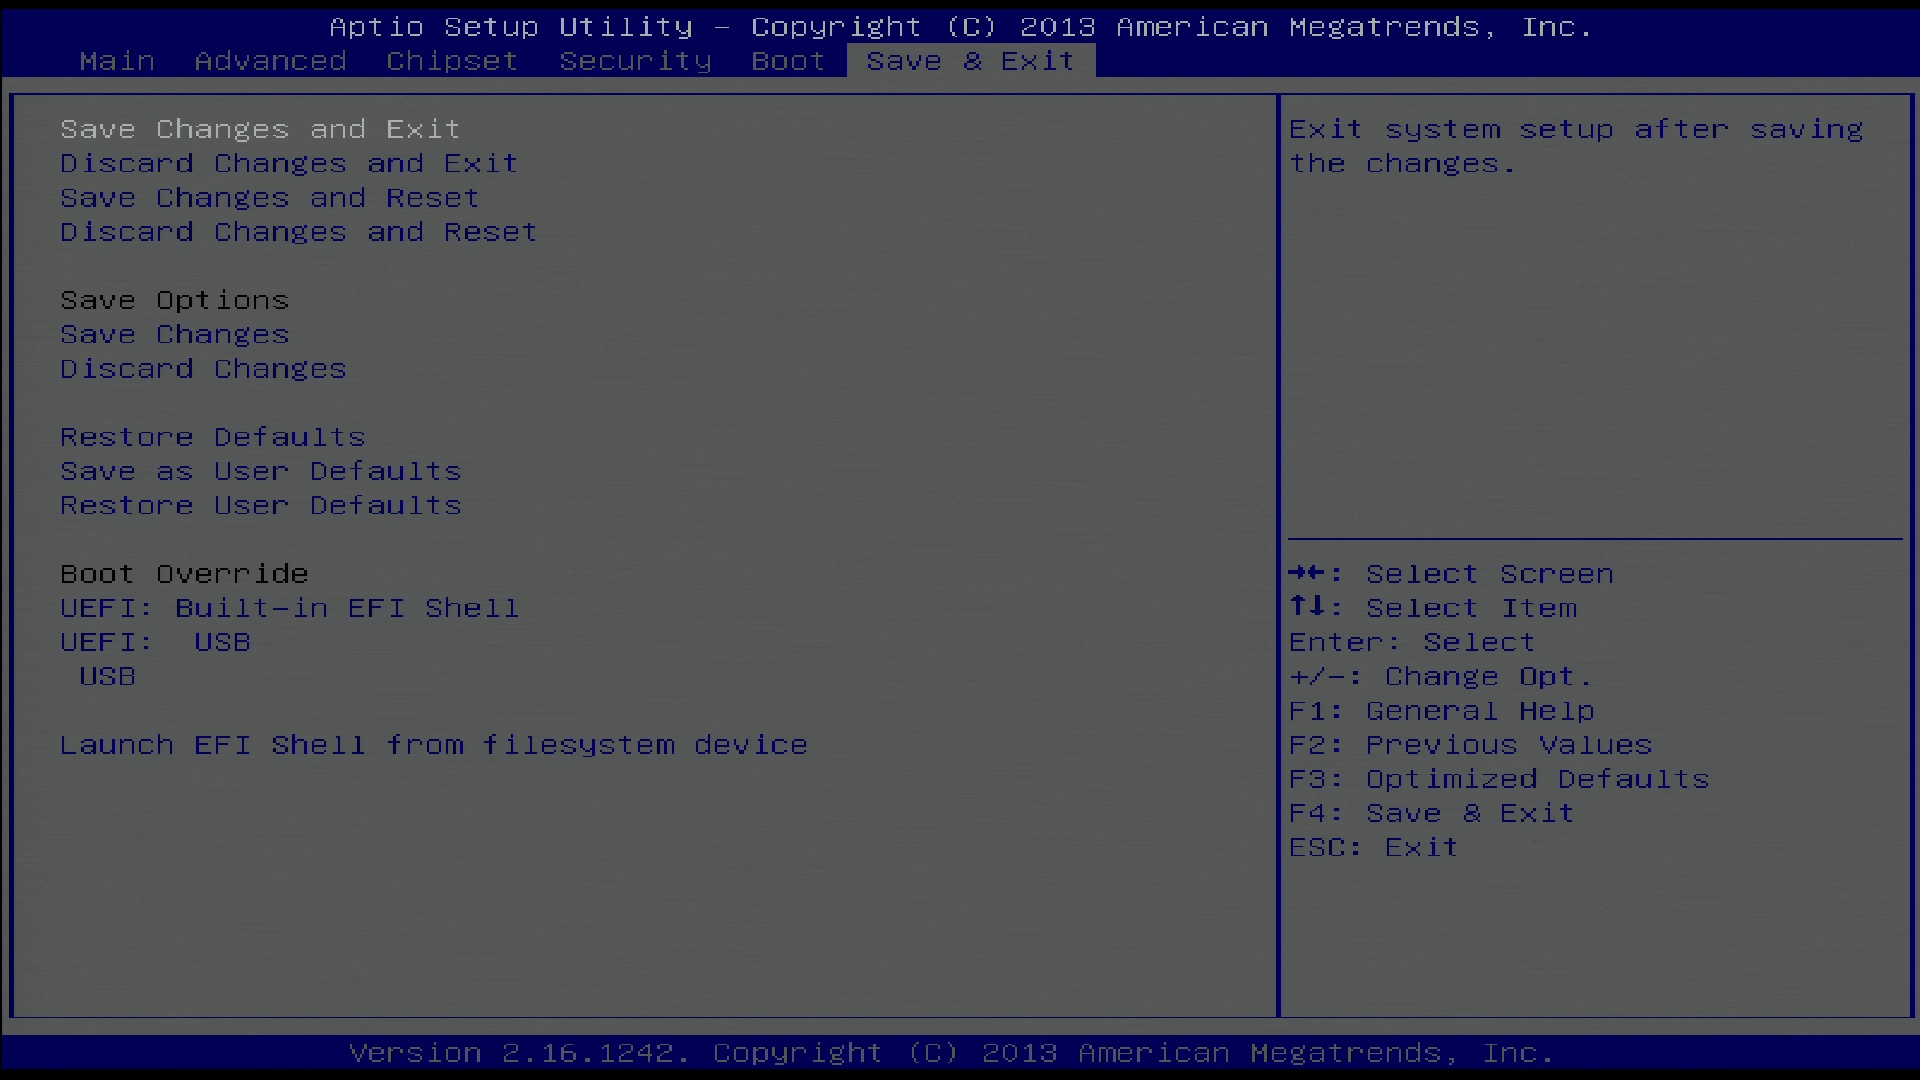 Aptio Setup Utility – Copyright (C) 2013 American Megatrends, Inc.
Main Advanced Chipset Security Boot Save & Exit
Save Changes and Exit
Discard Changes and Exit
Save Changes and Reset
Discard Changes and Reset
Save Options
Save Changes
Discard Changes
Restore Defaults
Save as User Defaults
Restore User Defaults
Boot Override
UEFI: Built-in EFI Shell
UEFI:  USB
USB
Launch EFI Shell from filesystem device
Exit system setup after saving
the changes.
→←: Select Screen
↑↓: Select Item
Enter: Select
+/-: Change Opt.
F1: General Help
F2: Previous Values
F3: Optimized Defaults
F4: Save & Exit
ESC: Exit
Version 2.16.1242. Copyright (C) 2013 American Megatrends, Inc.